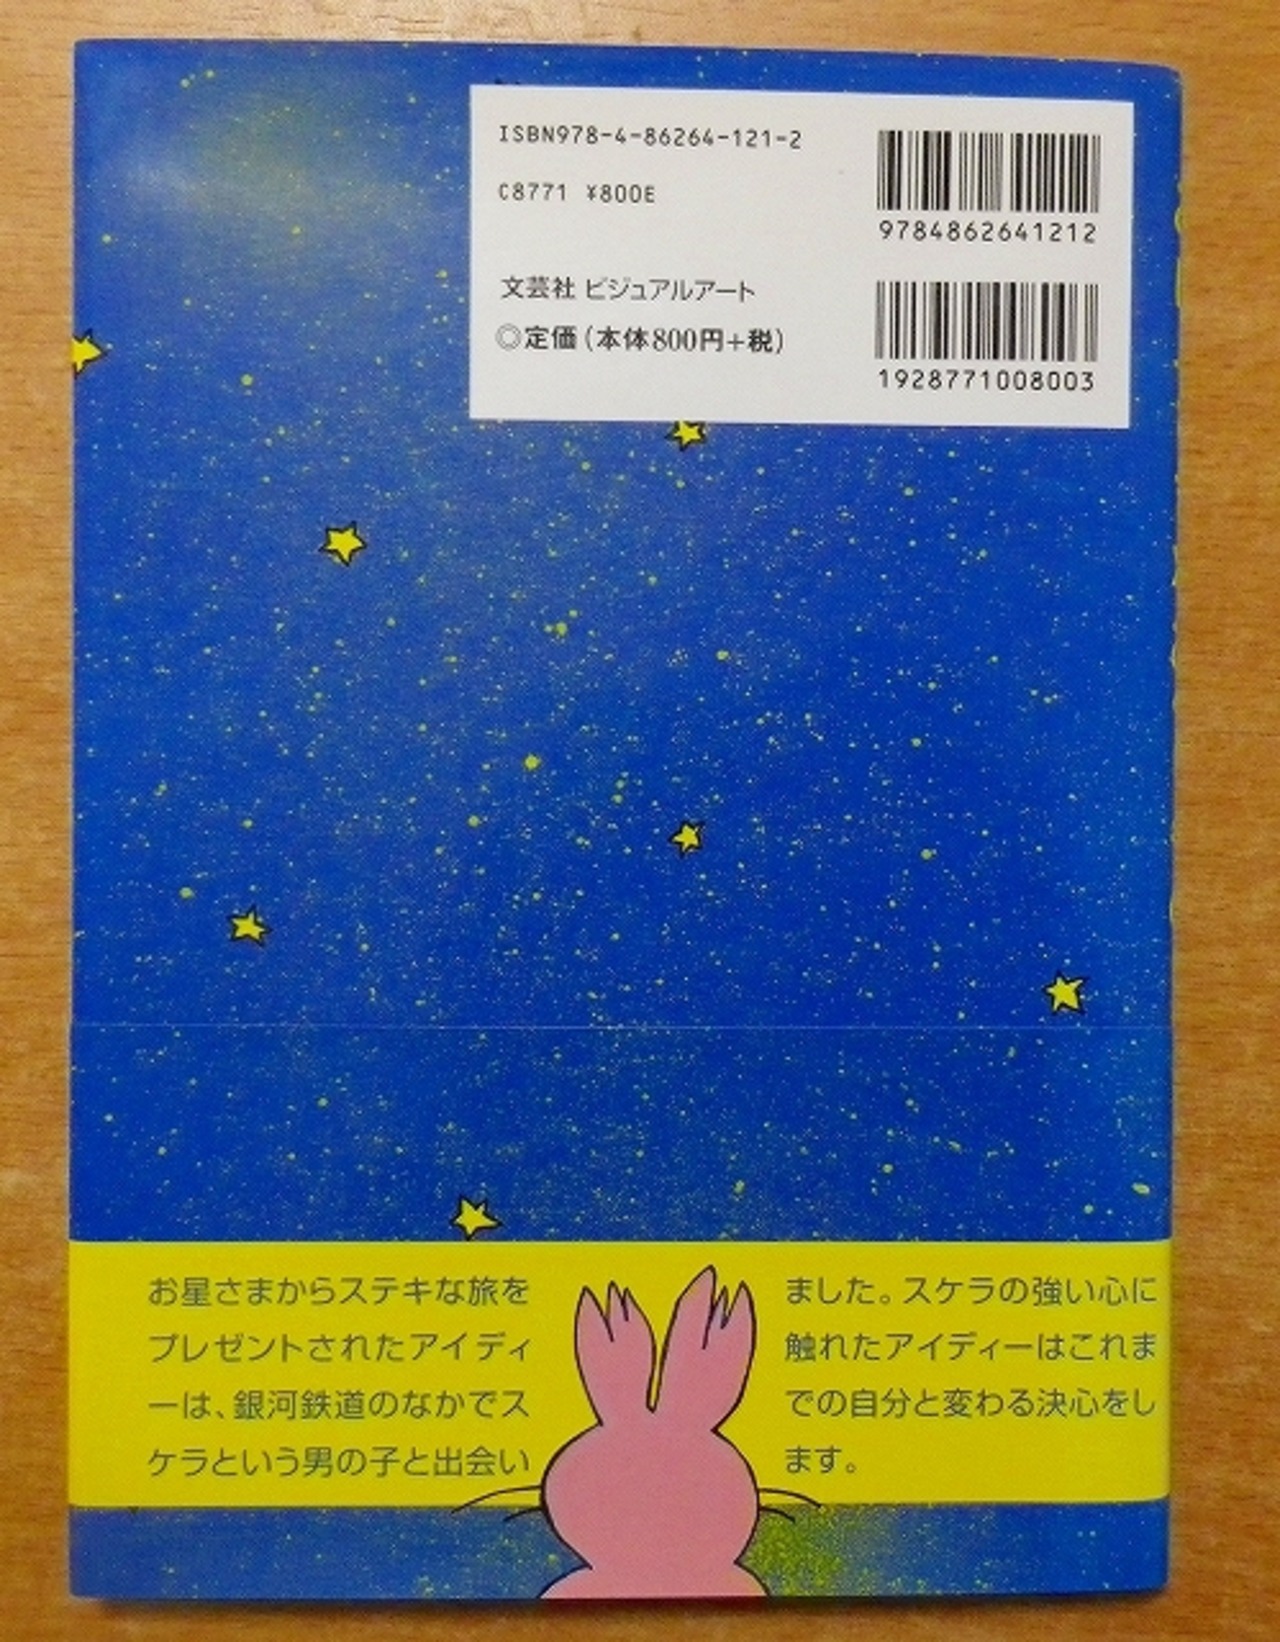 ISBN978-4-86264-121-2
C8771 ¥800E
9784862641212
文芸社 ビジュアルアート
◎定価(本体800円+税)
1928771008003
お星さまからステキな旅を
プレゼントされたアイディ
ーは、銀河鉄道のなかでス
ケラという男の子と出会い
ました。スケラの強い心に
触れたアイディーはこれま
での自分と変わる決心をし
ます。